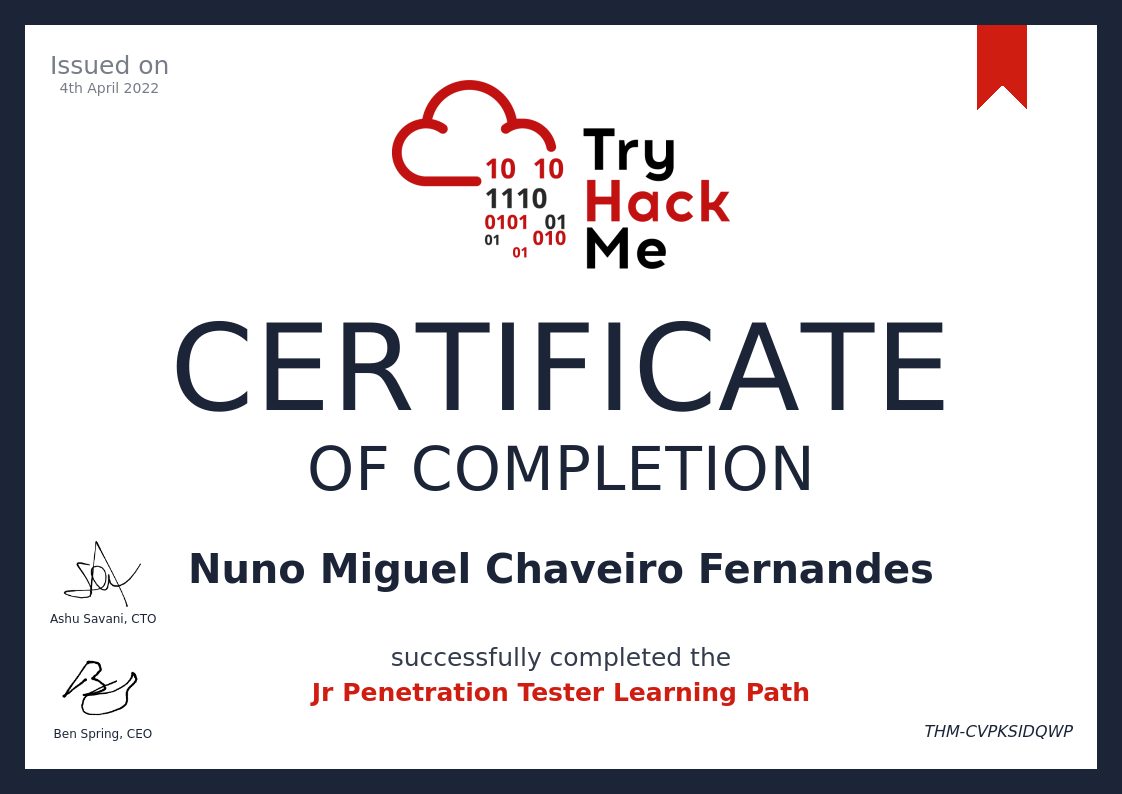 Issued on
4th April 2022
10 10
1110
0101 01
01 010
01
Try
Hack
Me
CERTIFICATE
OF COMPLETION
Nuno Miguel Chaveiro Fernandes
Ashu Savani, CTO
successfully completed the
Jr Penetration Tester Learning Path
Ben Spring, CEO
THM-CVPKSIDQWP